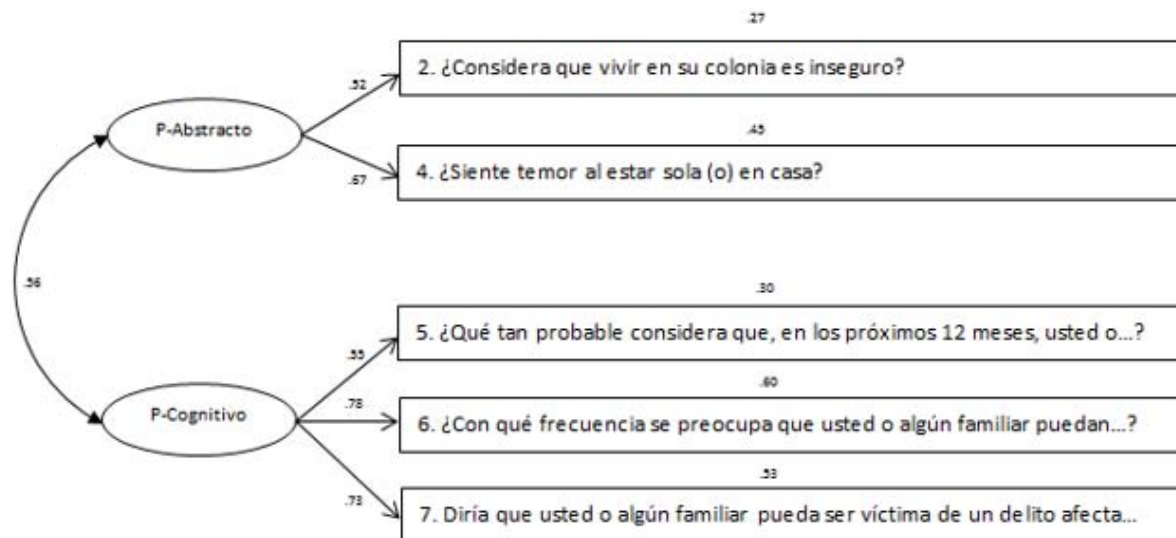 .27
2. ¿Considera que vivir en su colonia es inseguro?
.52
P-Abstracto
.45
4. ¿Siente temor al estar sola (o) en casa?
.67
.30
5. ¿Qué tan probable considera que, en los próximos 12 meses, usted o...?
.55
.60
P-Cognitivo
.78
6. ¿Con qué frecuencia se preocupa que usted o algún familiar puedan...?
.53
.73
7. Diría que usted o algún familiar pueda ser víctima de un delito afecta...